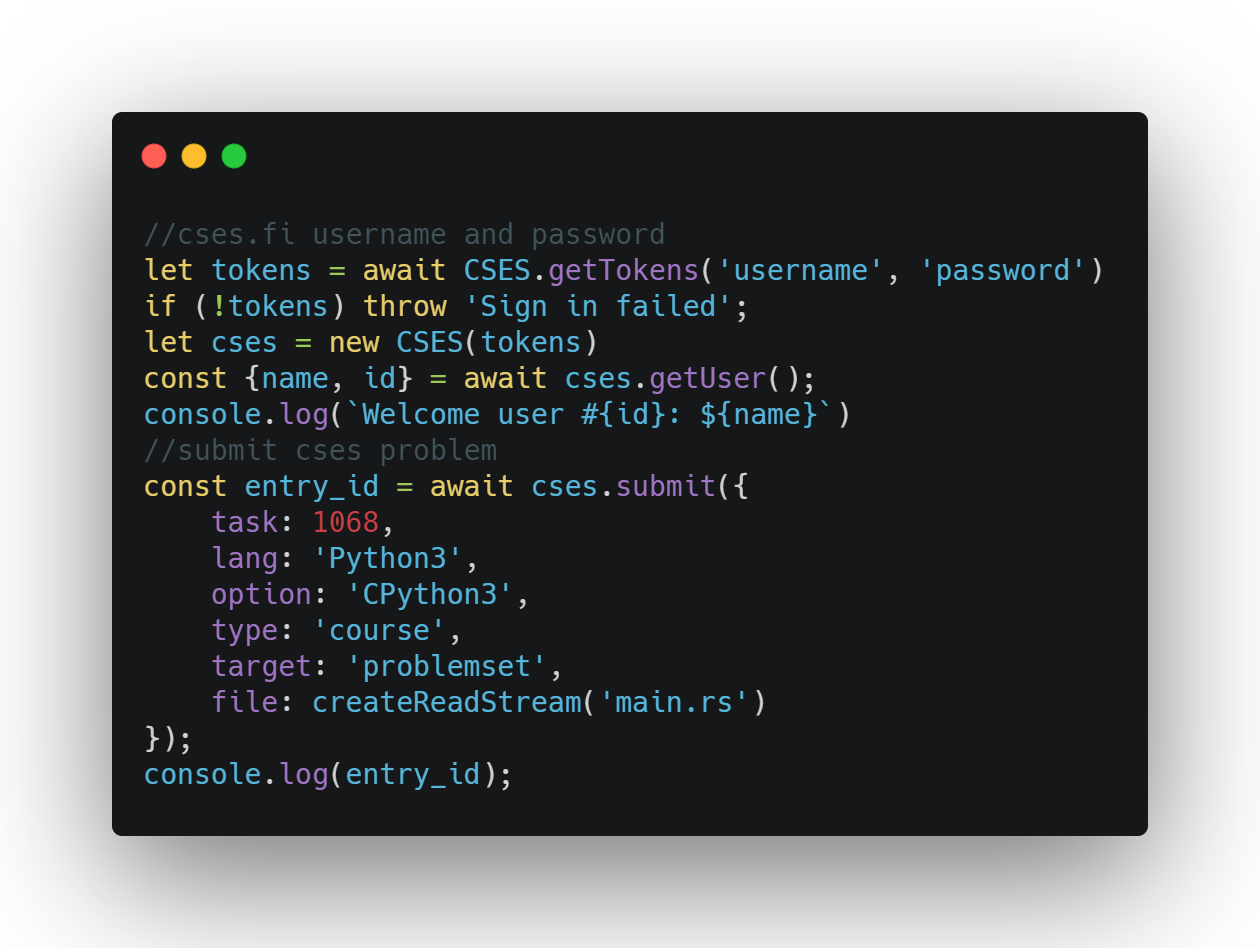 //cses.fi username and password
let tokens = await CSES.getTokens('username', 'password')
if (!tokens) throw 'Sign in failed';
let cses = new CSES(tokens)
const {name, id} = await cses.getUser();
console.log(`Welcome user #{id}: ${name}`)
//submit cses problem
const entry_id = await cses.submit({
    task: 1068,
    lang: 'Python3',
    option: 'CPython3',
    type: 'course',
    target: 'problemset',
    file: createReadStream('main.rs')
});
console.log(entry_id);